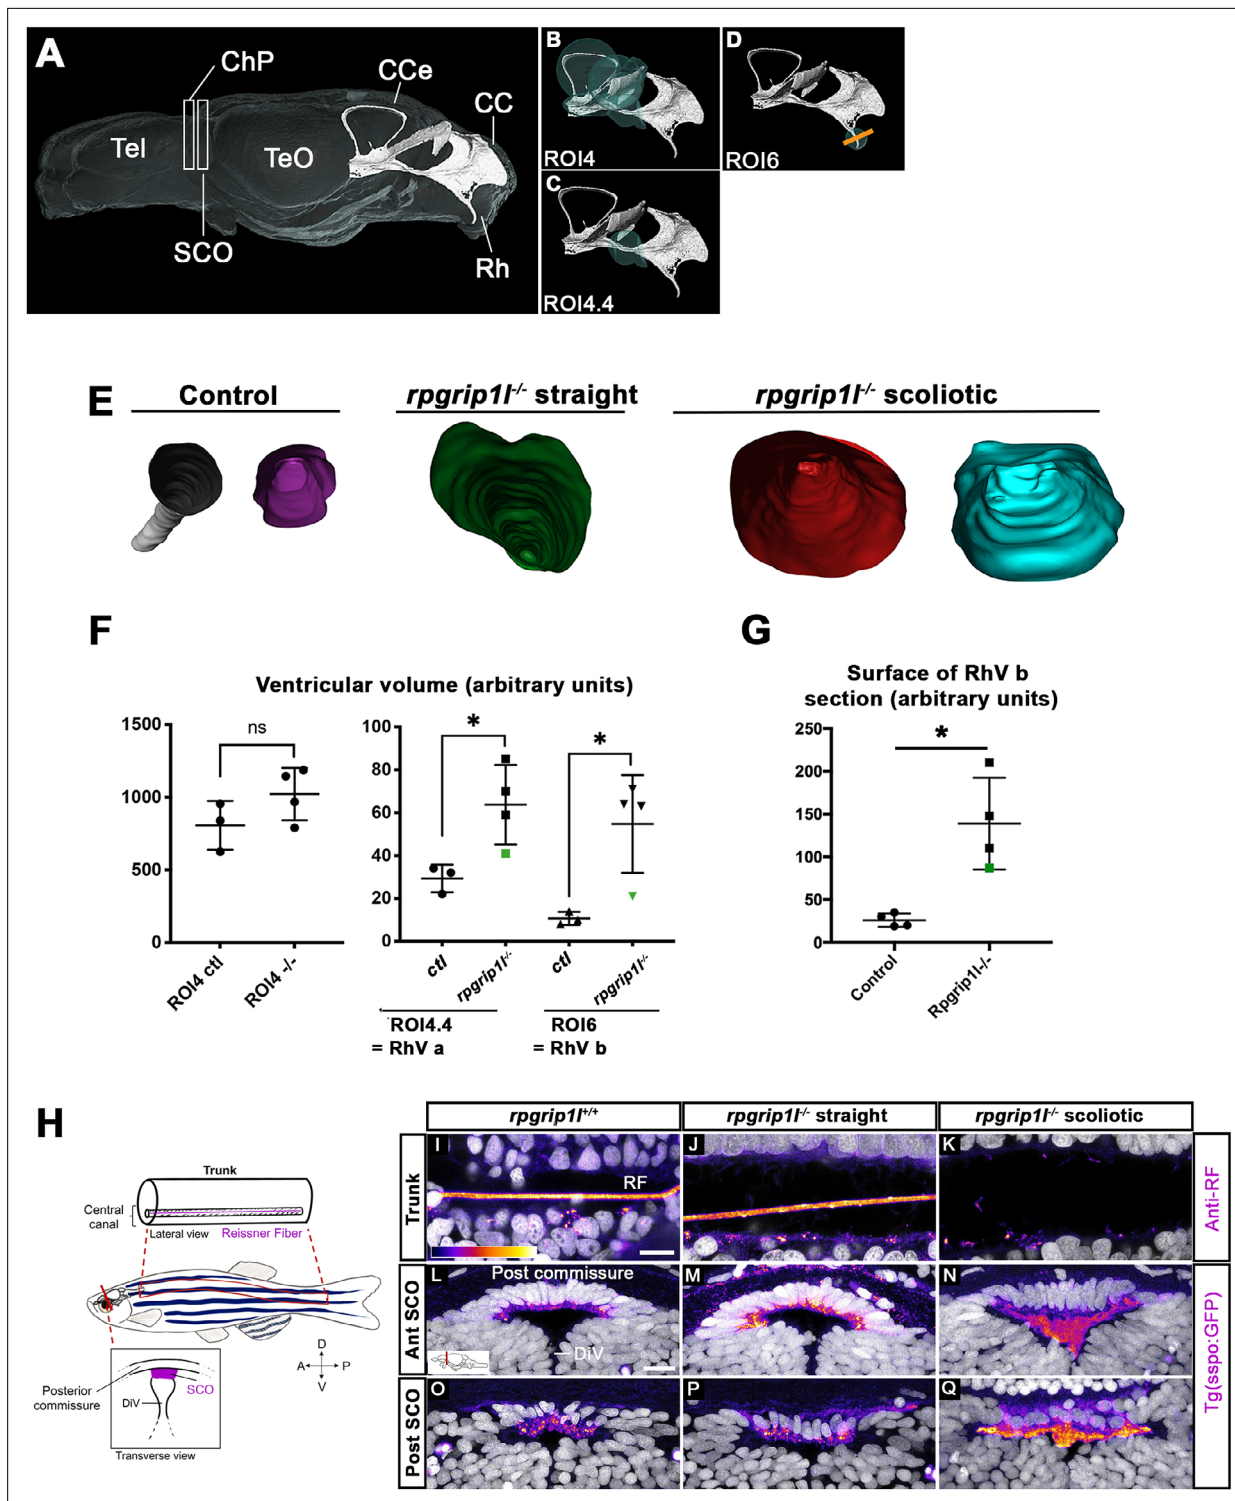 A
ChP
CCe
CC
Tel
TeO
SCO
Rh
B
ROI4
D
ROI6
C
ROI4.4
E
Control
rpgrip1l-/- straight
rpgrip1l-/- scoliotic
F
Ventricular volume (arbitrary units)
1500
1000
500
0
ns
ROI4 ctl
ROI4 -/-
100
80
60
40
20
0
*
*
ctl
rpgrip1l-/-
ctl
rpgrip1l-/-
ROI4.4
= RhV a
ROI6
= RhV b
G
Surface of RhV b
section (arbitrary units)
250
200
150
100
50
0
*
Control
Rpgrip1l-/-
H
Trunk
Central
canal
Lateral view
Reissner Fiber
D
A
P
V
Posterior
commissure
SCO
DiV
Transverse view
rpgrip1l+/+
rpgrip1l-/- straight
rpgrip1l-/- scoliotic
Trunk
I
RF
J
K
Anti-RF
Ant SCO
L
Post commissure
DiV
M
N
Tg(sspo:GFP)
Post SCO
O
P
Q